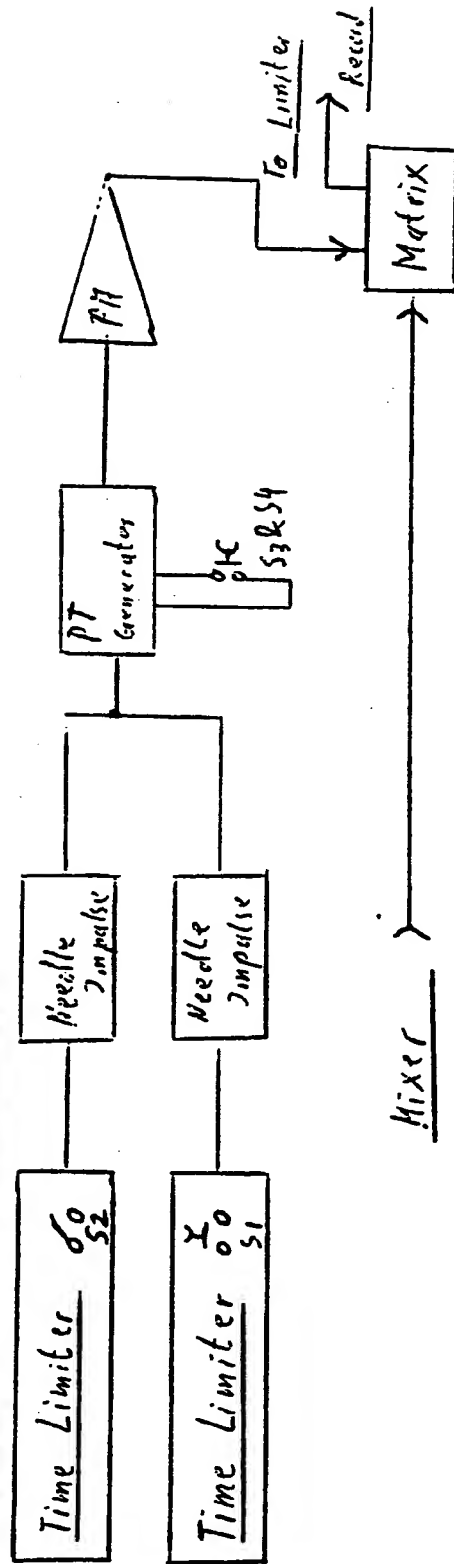 Time Limiter
S2
Needle
Impulse
Time Limiter
S1
Needle
Impulse
PT
Generator
S3 & S4
To Limiter
Record
Matrix
Mixer